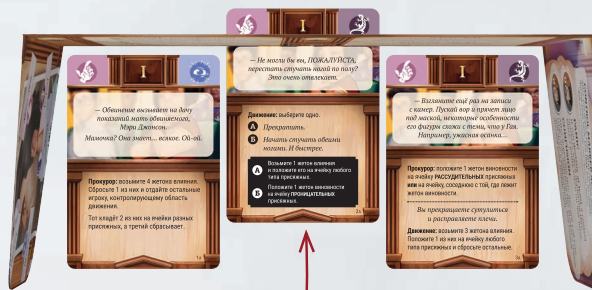 I
— Обвинение вызывает на дачу
показаний мать обвиняемого,
Мэри Джонсон.
Мамочка? Она знает... всякое. Ой-ой.
Прокурор: возьмите 4 жетона влияния.
Сбросьте 1 из них и отдайте остальные
игроку, контролирующему область
движения.
Тот кладёт 2 из них на ячейки разных
присяжных, а третий сбрасывает.
1a
I
— Не могли бы вы, ПОЖАЛУЙСТА,
перестать стучать ногой по полу?
Это очень отвлекает.
Движение: выберите одно.
А Прекратить.
Б Начать стучать обеими
ногами. И быстрее.
А Возьмите 1 жетон влияния
и положите его на ячейку любого
типа присяжных.
Б Положите 1 жетон виновности
на ячейку ПРОНИЦАТЕЛЬНЫХ
присяжных.
2a
I
— Взгляните ещё раз на записи
с камер. Пускай вор и прячет лицо
под маской, некоторые особенности
его фигуры схожи с теми, что у Гая.
Например, ужасная осанка...
Прокурор: положите 1 жетон виновности
на ячейку РАССУДИТЕЛЬНЫХ присяжных
или на ячейку, соседнюю с той, где лежит
жетон виновности.
Вы прекращаете сутулиться
и расправляете плечи.
Движение: возьмите 3 жетона влияния.
Положите 1 из них на ячейку любого
типа присяжных и сбросьте остальные.
3a